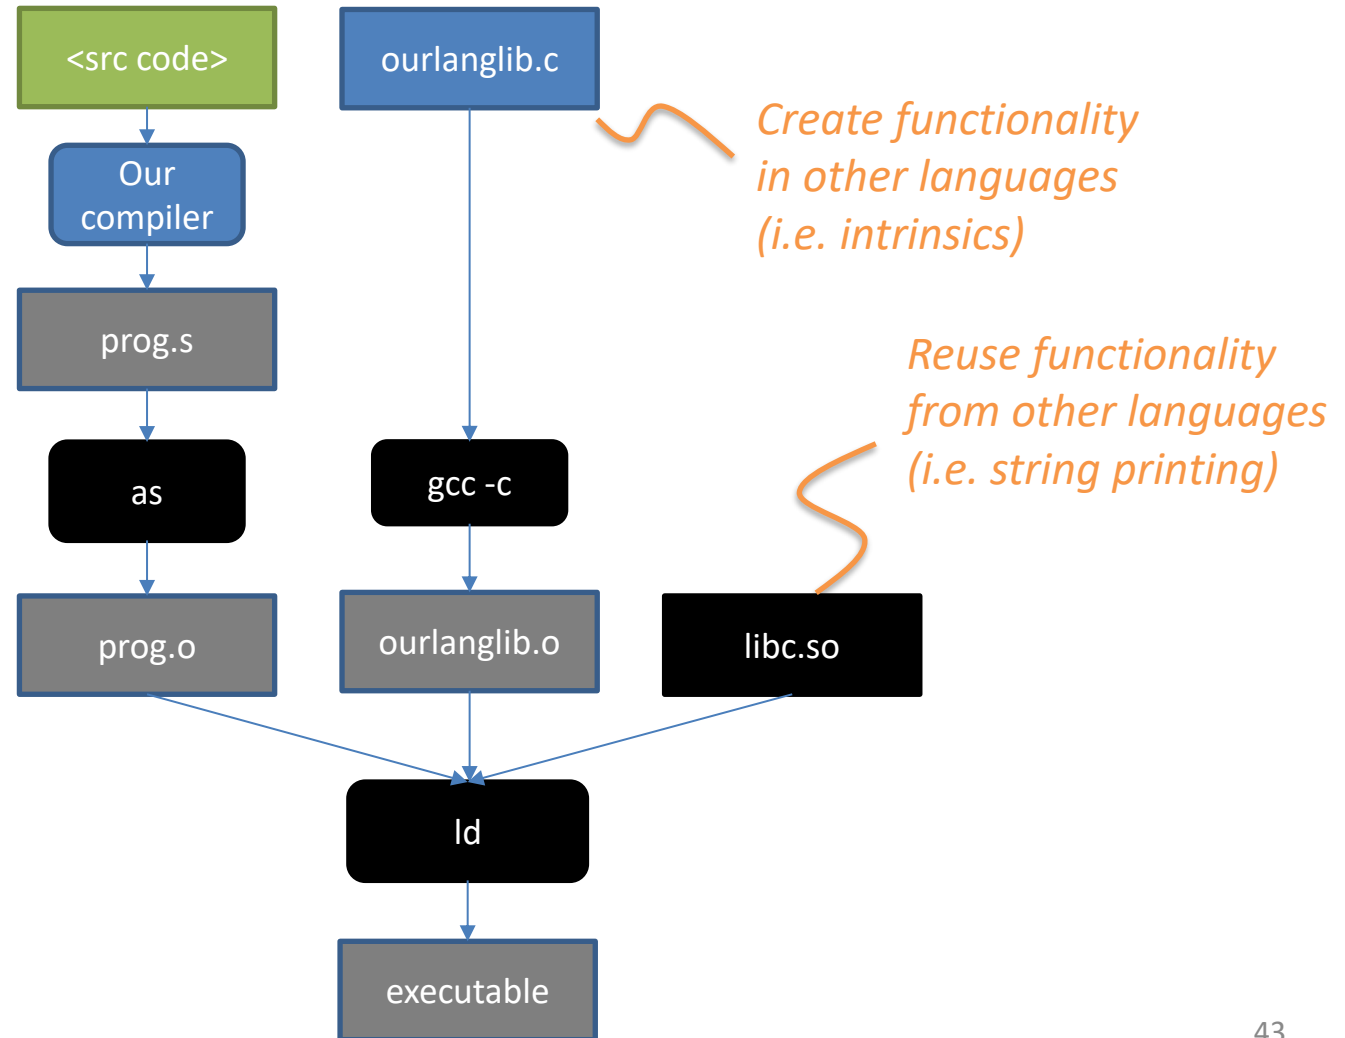 <src code>
ourlanglib.c
Create functionality
in other languages
(i.e. intrinsics)
Our
compiler
prog.s
Reuse functionality
from other languages
(i.e. string printing)
as
gcc -c
prog.o
ourlanglib.o
libc.so
ld
executable
43